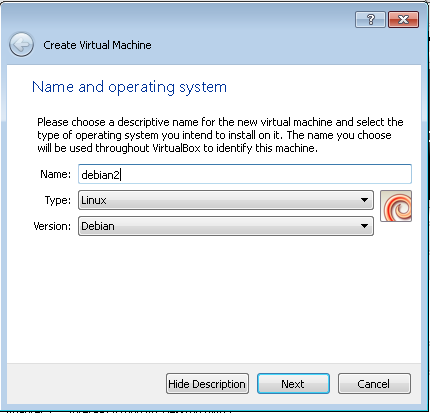 ?
Create Virtual Machine
Name and operating system
Please choose a descriptive name for the new virtual machine and select the
type of operating system you intend to install on it. The name you choose
will be used throughout VirtualBox to identify this machine.
Name: debian2
Type: Linux
Version: Debian
Hide Description Next Cancel